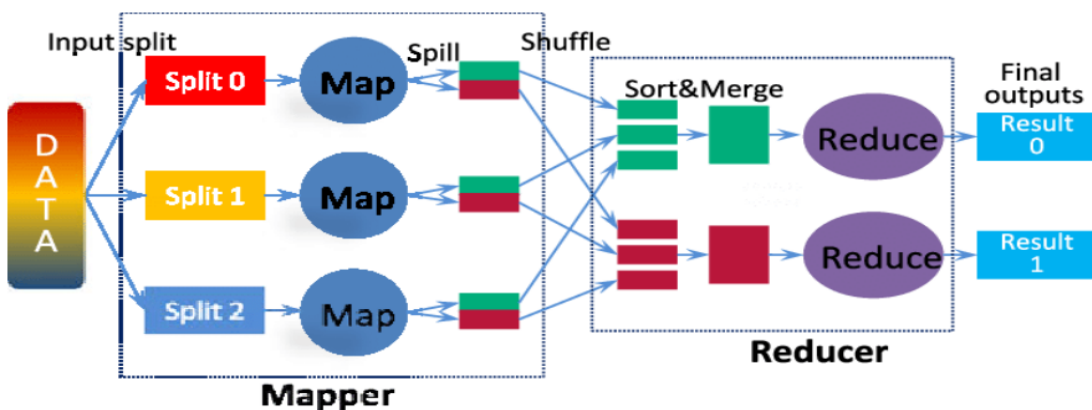 Input split
Spill
Shuffle
D
A
T
A
Split 0
Map
Split 1
Map
Split 2
Map
Mapper
Sort&Merge
Reduce
Reduce
Reducer
Final
outputs
Result
0
Result
1